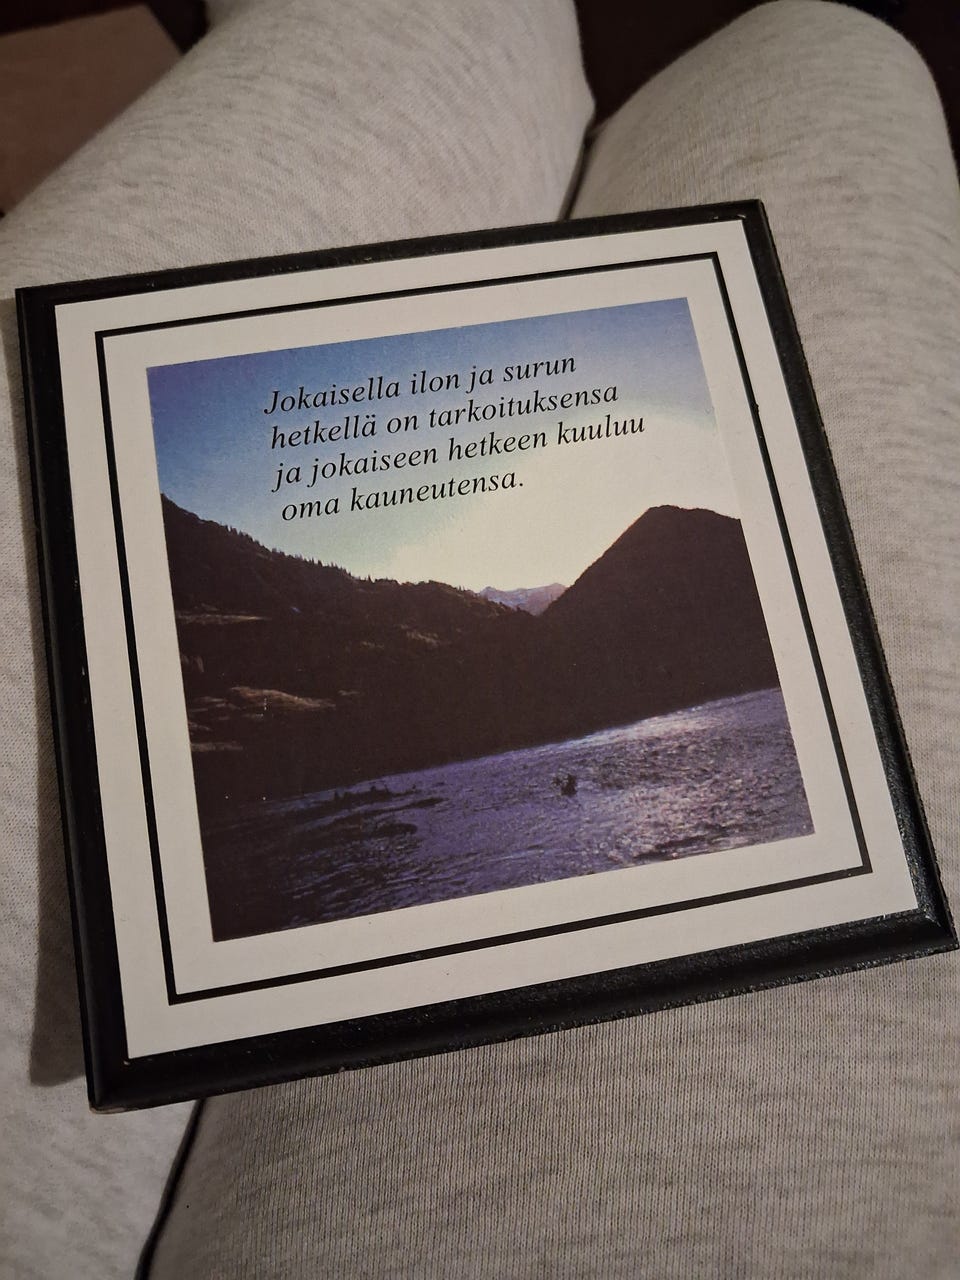 Jokaisella ilon ja surun
hetkellä on tarkoituksensa
ja jokaiseen hetkeen kuuluu
oma kauneutensa.